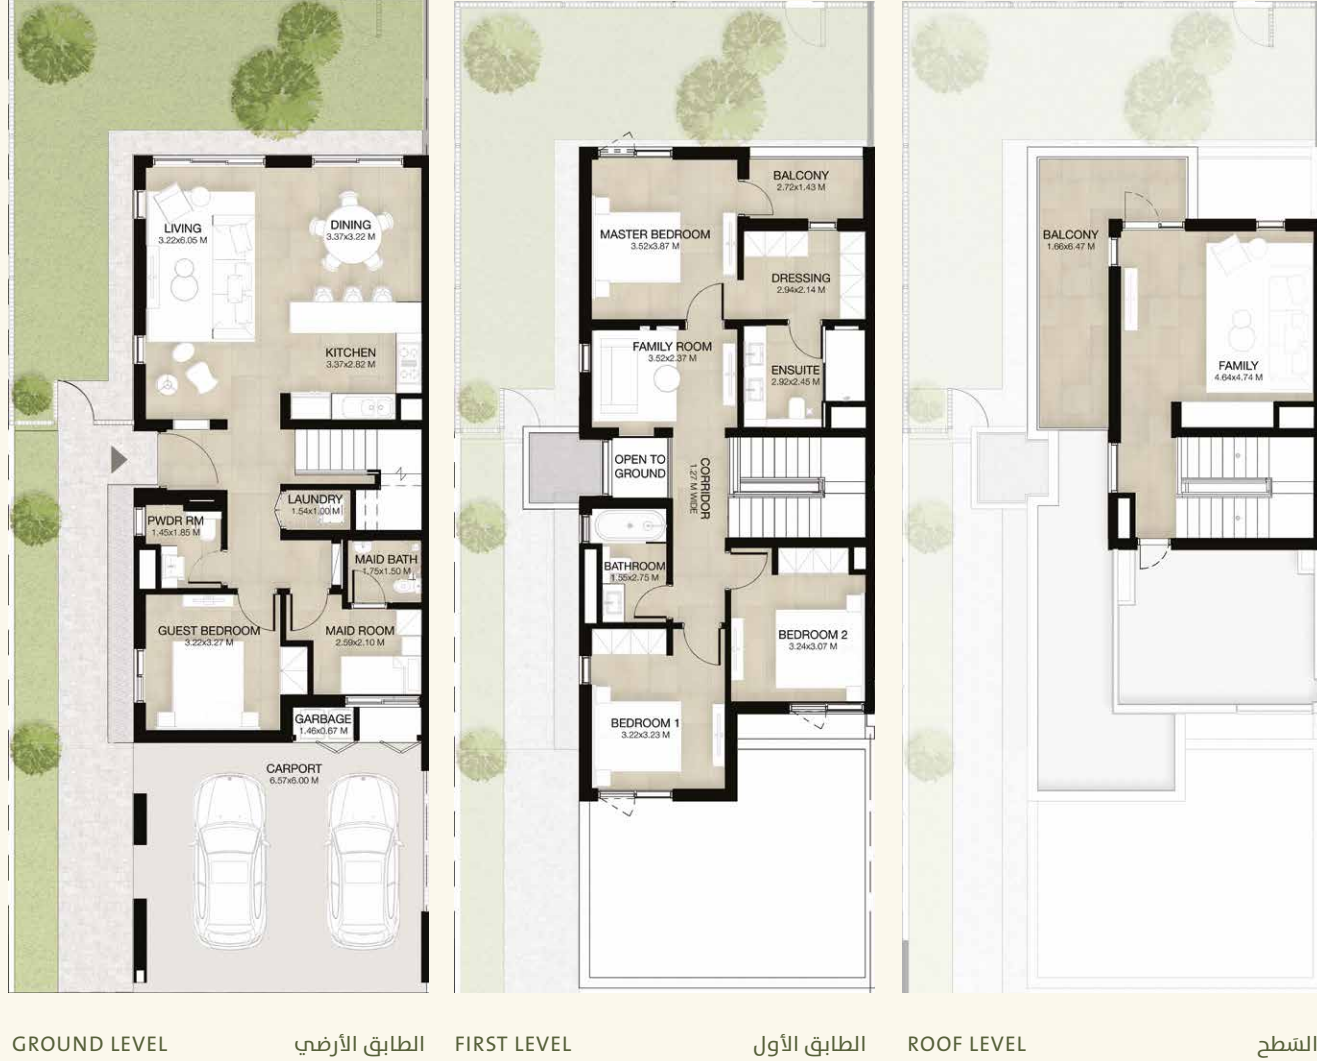 LIVING
3.22x6.05 M
DINING
3.37x3.22 M
KITCHEN
3.37x2.82 M
LAUNDRY
1.54x1.00 M
PWDR RM
1.45x1.85 M
MAID BATH
1.75x1.50 M
GUEST BEDROOM
3.22x3.27 M
MAID ROOM
2.59x2.10 M
GARBAGE
1.46x0.67 M
CARPORT
6.57x6.00 M
GROUND LEVEL
الطابق الأرضي
BALCONY
2.72x1.43 M
MASTER BEDROOM
3.52x3.87 M
DRESSING
2.94x2.14 M
FAMILY ROOM
3.52x2.37 M
ENSUITE
2.92x2.45 M
OPEN TO
GROUND
CORRIDOR
1.27 M WIDE
BATHROOM
1.55x2.75 M
BEDROOM 2
3.24x3.07 M
BEDROOM 1
3.22x3.23 M
FIRST LEVEL
الطابق الأول
BALCONY
1.66x6.47 M
FAMILY
4.64x4.74 M
ROOF LEVEL
السَطح